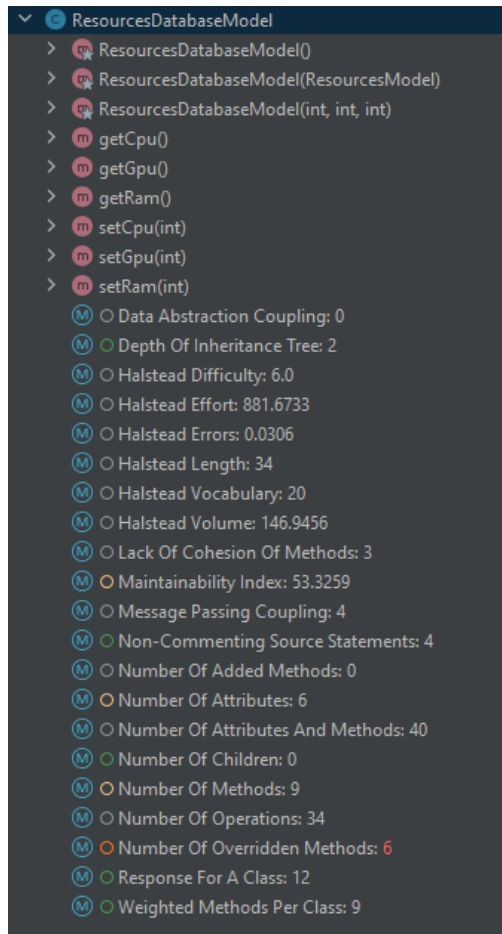 ResourcesDatabaseModel
ResourcesDatabaseModel()
ResourcesDatabaseModel(ResourcesModel)
ResourcesDatabaseModel(int, int, int)
getCpu()
getGpu()
getRam()
setCpu(int)
setGpu(int)
setRam(int)
Data Abstraction Coupling: 0
Depth Of Inheritance Tree: 2
Halstead Difficulty: 6.0
Halstead Effort: 881.6733
Halstead Errors: 0.0306
Halstead Length: 34
Halstead Vocabulary: 20
Halstead Volume: 146.9456
Lack Of Cohesion Of Methods: 3
Maintainability Index: 53.3259
Message Passing Coupling: 4
Non-Commenting Source Statements: 4
Number Of Added Methods: 0
Number Of Attributes: 6
Number Of Attributes And Methods: 40
Number Of Children: 0
Number Of Methods: 9
Number Of Operations: 34
Number Of Overridden Methods: 6
Response For A Class: 12
Weighted Methods Per Class: 9